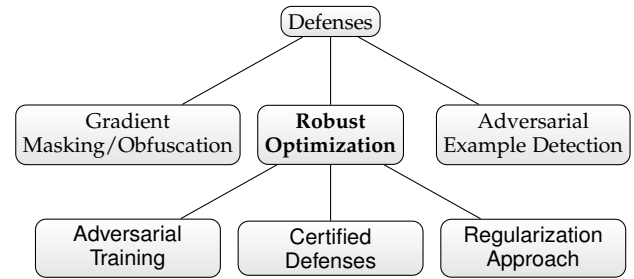 Defenses
Gradient
Masking/Obfuscation
Robust
Optimization
Adversarial
Example Detection
Adversarial
Training
Certified
Defenses
Regularization
Approach